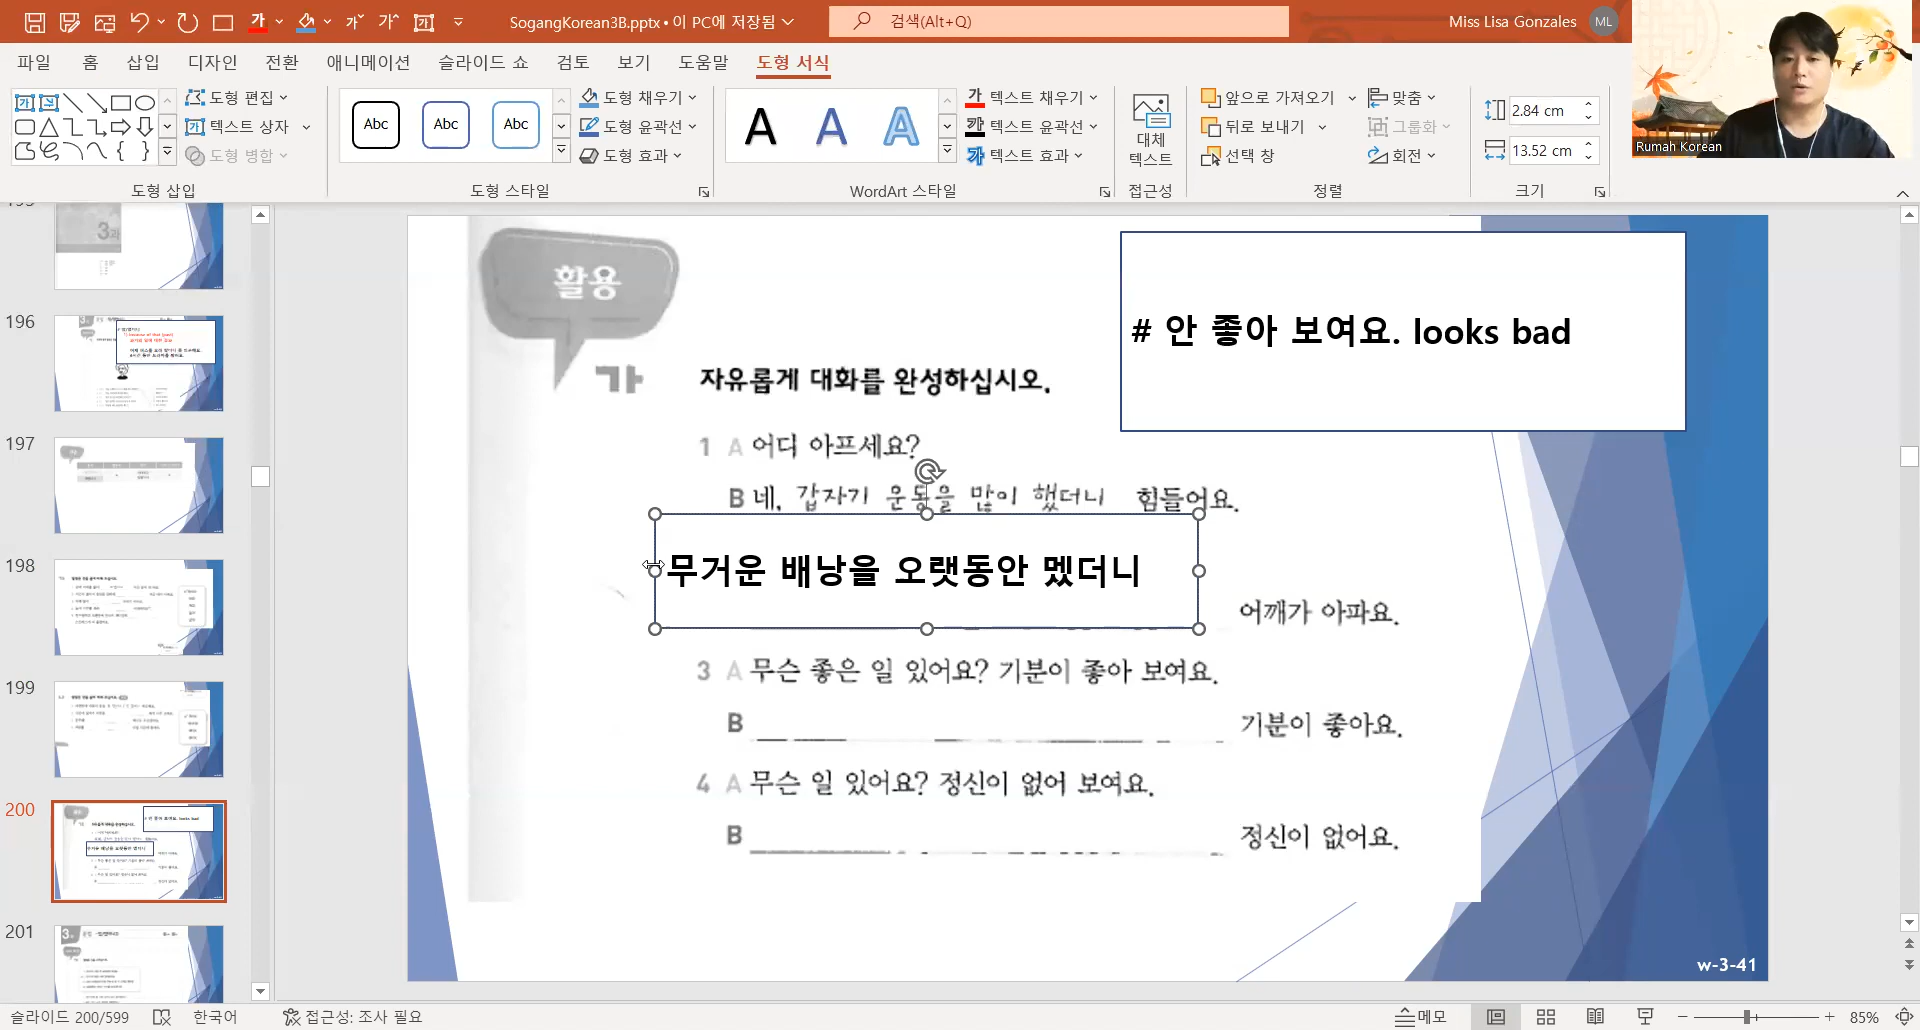 SogangKorean3B.pptx • 이 PC에 저장됨
검색(Alt+Q)
Miss Lisa Gonzales
ML
파일
홈
삽입
디자인
전환
애니메이션
슬라이드 쇼
검토
보기
도움말
도형 서식
도형 편집
텍스트 상자
도형 병합
도형 삽입
Abc
Abc
Abc
도형 채우기
도형 윤곽선
도형 효과
도형 스타일
A
A
A
텍스트 채우기
텍스트 윤곽선
텍스트 효과
WordArt 스타일
대체
텍스트
접근성
앞으로 가져오기
뒤로 보내기
선택 창
맞춤
그룹화
회전
정렬
2.84 cm
13.52 cm
크기
Rumah Korean
3과
196
197
198
199
200
201
활용
# 안 좋아 보여요. looks bad
가 자유롭게 대화를 완성하십시오.
1 A 어디 아프세요?
B 네, 갑자기 운동을 많이 했더니 힘들어요.
무거운 배낭을 오랫동안 멨더니
어깨가 아파요.
3 A 무슨 좋은 일 있어요? 기분이 좋아 보여요.
B 기분이 좋아요.
4 A 무슨 일 있어요? 정신이 없어 보여요.
B 정신이 없어요.
w-3-41
슬라이드 200/599
한국어
접근성: 조사 필요
메모
85%